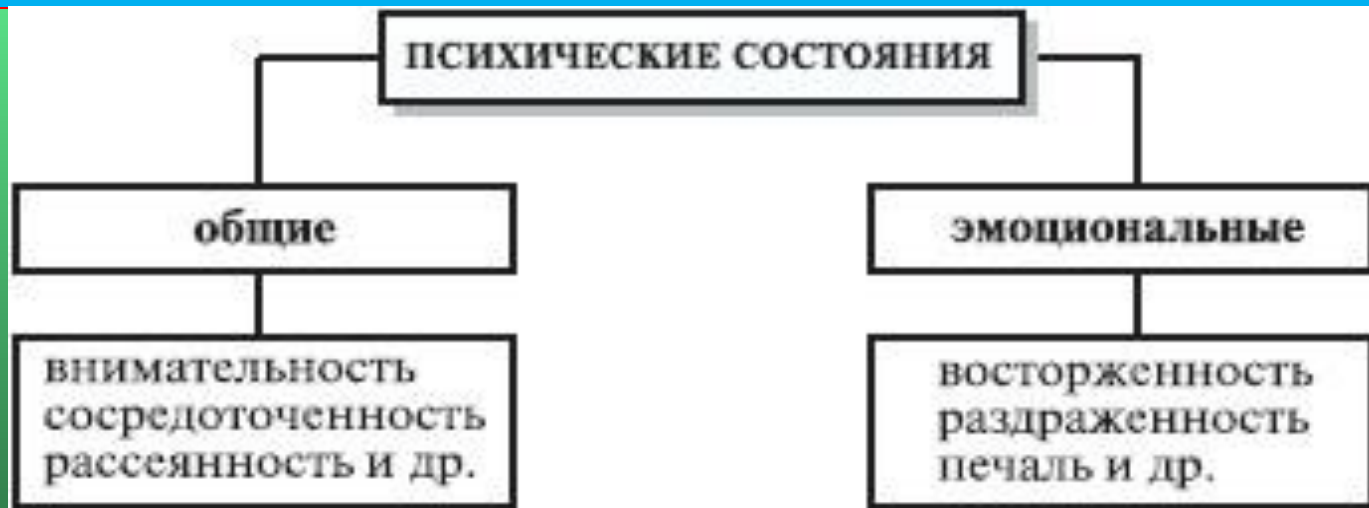 ПСИХИЧЕСКИЕ СОСТОЯНИЯ
общие
эмоциональные
внимательность
сосредоточенность
рассеянность и др.
восторженность
раздраженность
печаль и др.